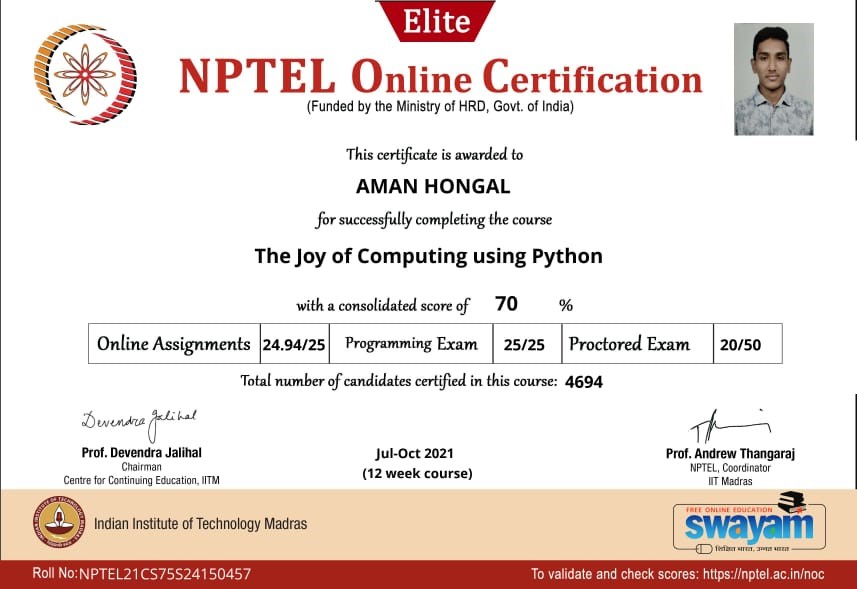 Elite
NPTEL Online Certification
(Funded by the Ministry of HRD, Govt. of India)
This certificate is awarded to
AMAN HONGAL
for successfully completing the course
The Joy of Computing using Python
with a consolidated score of 70 %
Online Assignments 24.94/25 Programming Exam 25/25 Proctored Exam 20/50
Total number of candidates certified in this course: 4694
Devendra Jalihal
Prof. Devendra Jalihal
Chairman
Centre for Continuing Education, IITM
Jul-Oct 2021
(12 week course)
Prof. Andrew Thangaraj
NPTEL, Coordinator
IIT Madras
Indian Institute of Technology Madras
FREE ONLINE EDUCATION
swayam
शिक्षित भारत, उन्नत भारत
Roll No: NPTEL21CS75S24150457
To validate and check scores: https://nptel.ac.in/noc